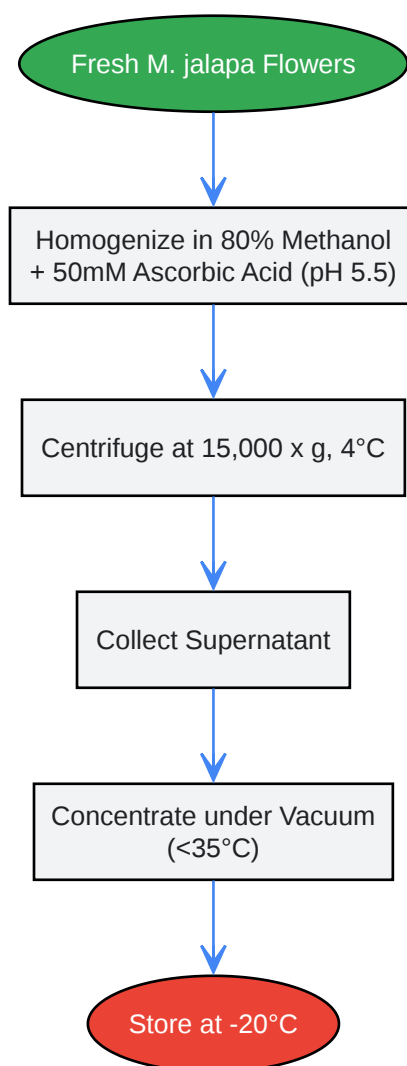 Fresh M. jalapa Flowers
Homogenize in 80% Methanol
+ 50mM Ascorbic Acid (pH 5.5)
Centrifuge at 15,000 x g, 4°C
Collect Supernatant
Concentrate under Vacuum
(<35°C)
Store at -20°C